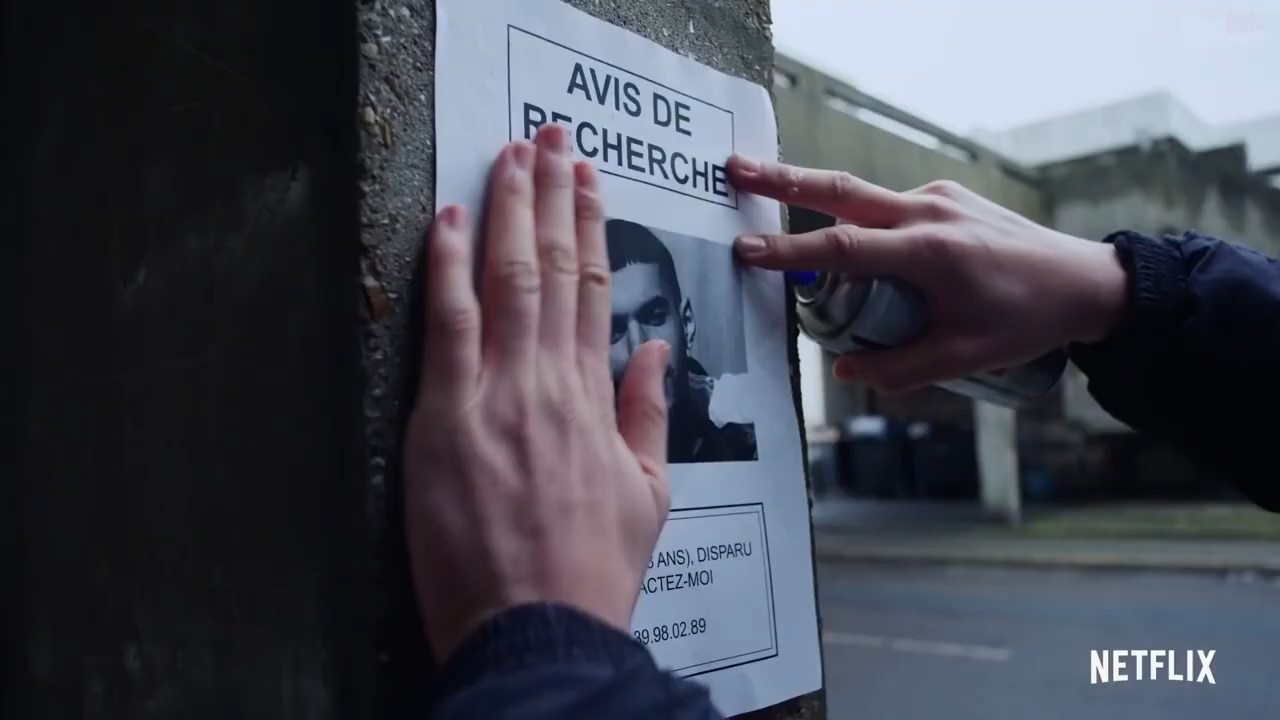 AVIS DE
RECHERCHE
ANS), DISPARU
ACTEZ-MOI
39.98.02.89
NETFLIX